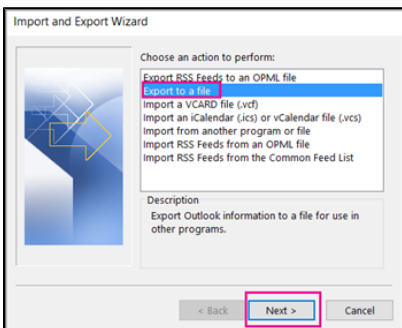 Import and Export Wizard
Choose an action to perform:
Export RSS Feeds to an OPML file
Export to a file
Import a VCARD file (.vcf)
Import an iCalendar (.ics) or vCalendar file (.vcs)
Import from another program or file
Import RSS Feeds from an OPML file
Import RSS Feeds from the Common Feed List
Description
Export Outlook information to a file for use in
other programs.
< Back Next > Cancel